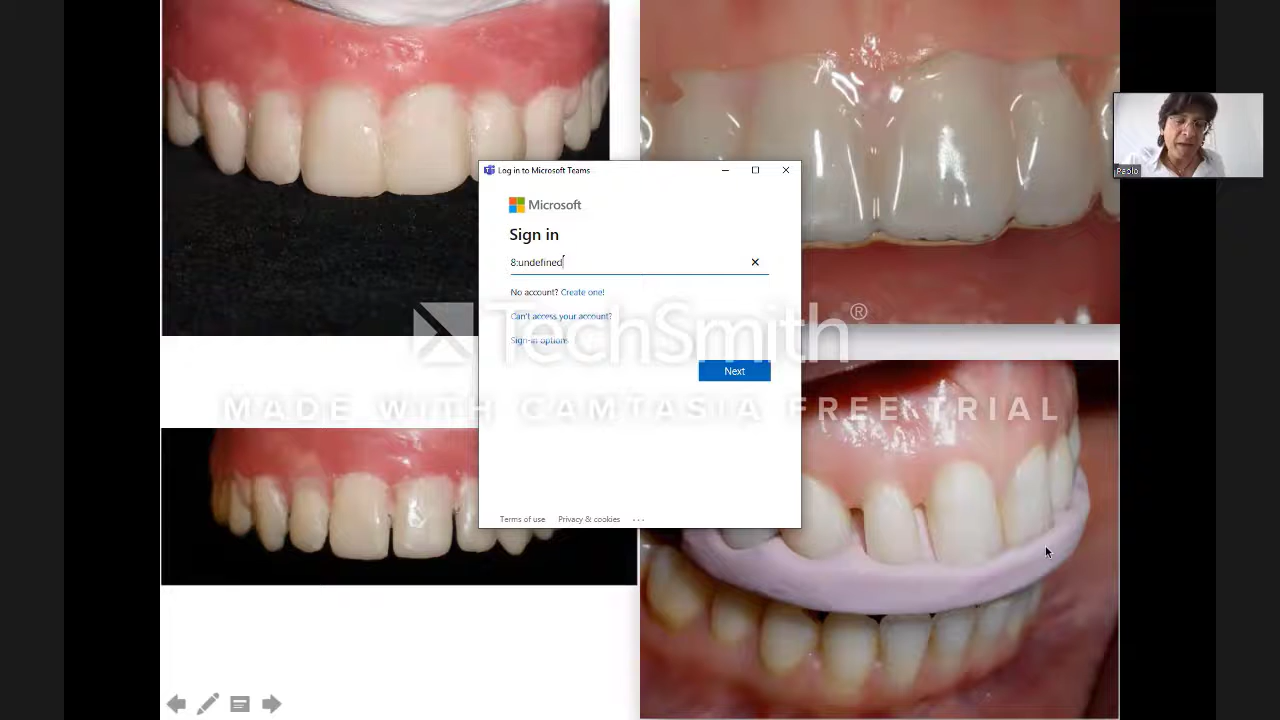 Log in to Microsoft Teams
Microsoft
Sign in
8:undefined
No account? Create one!
Can't access your account?
Sign-in options
Next
TechSmith®
MADE WITH CAMTASIA FREE TRIAL
Terms of use Privacy & cookies ...
Paolo